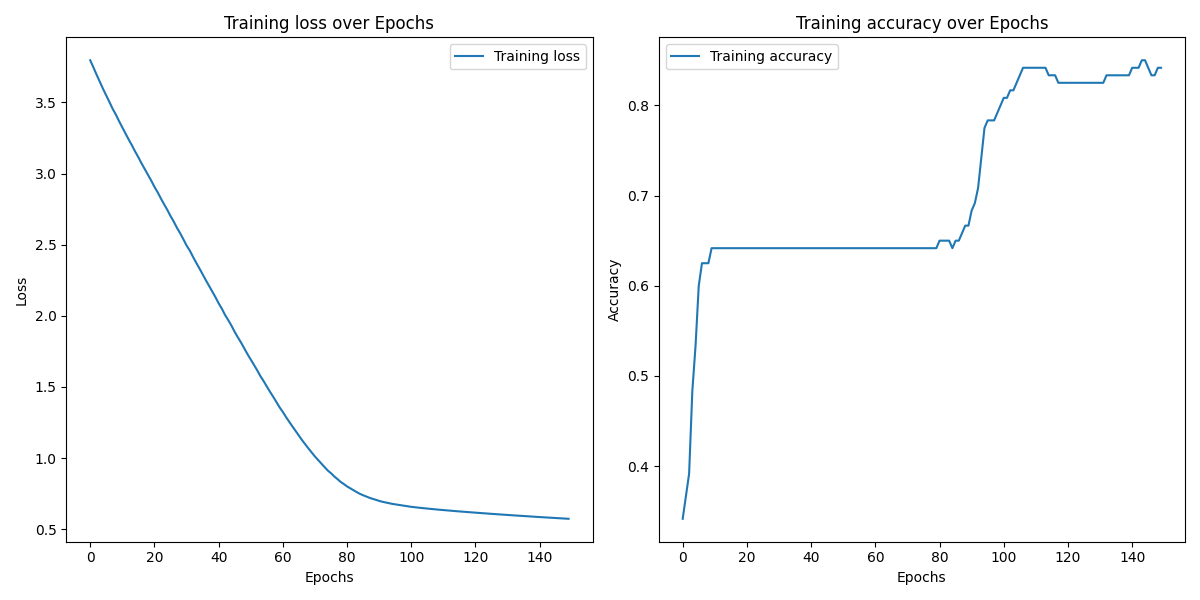 Training loss over Epochs
Training loss
3.5
3.0
2.5
2.0
1.5
1.0
0.5
Loss
0 20 40 60 80 100 120 140
Epochs
Training accuracy over Epochs
Training accuracy
0.8
0.7
0.6
0.5
0.4
Accuracy
0 20 40 60 80 100 120 140
Epochs